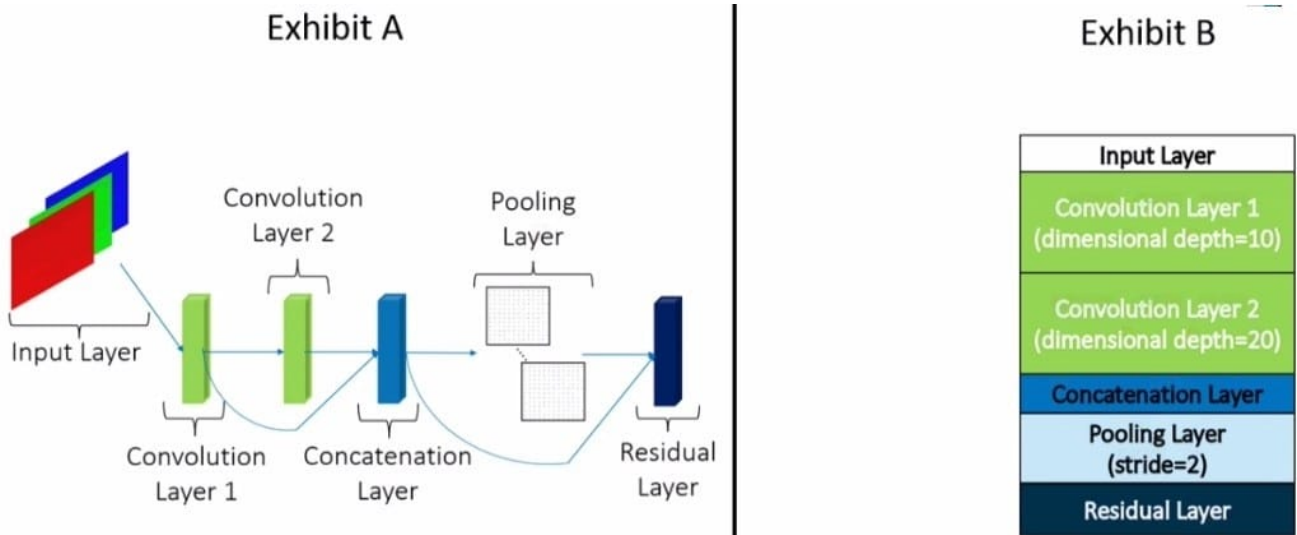 Exhibit A
Convolution
Layer 2
Pooling
Layer
Input Layer
Convolution
Layer 1
Concatenation
Layer
Residual
Layer
Exhibit B
Input Layer
Convolution Layer 1
(dimensional depth=10)
Convolution Layer 2
(dimensional depth=20)
Concatenation Layer
Pooling Layer
(stride=2)
Residual Layer